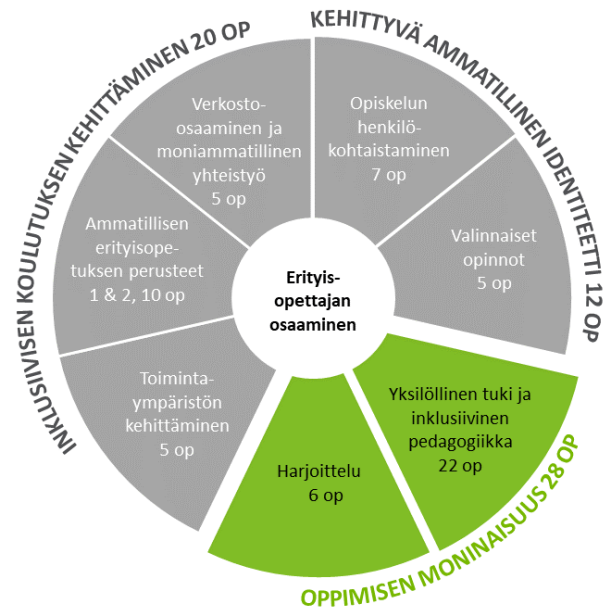 INKLUSIIVISEN KOULUTUKSEN KEHITTÄMINEN 20 OP
KEHITTYVÄ AMMATILLINEN IDENTITEETTI 12 OP
Verkosto-
osaaminen ja
moniammatillinen
yhteistyö
5 op
Opiskelun
henkilö-
kohtaistaminen
7 op
Ammatillisen
erityisope-
tuksen perusteet
1 & 2, 10 op
Valinnaiset
opinnot
5 op
Erityis-
opettajan
osaaminen
Toiminta-
ympäristön
kehittäminen
5 op
Yksilöllinen tuki ja
inklusiivinen
pedagogiikka
22 op
Harjoittelu
6 op
OPPIMISEN MONINAISUUS 28 OP